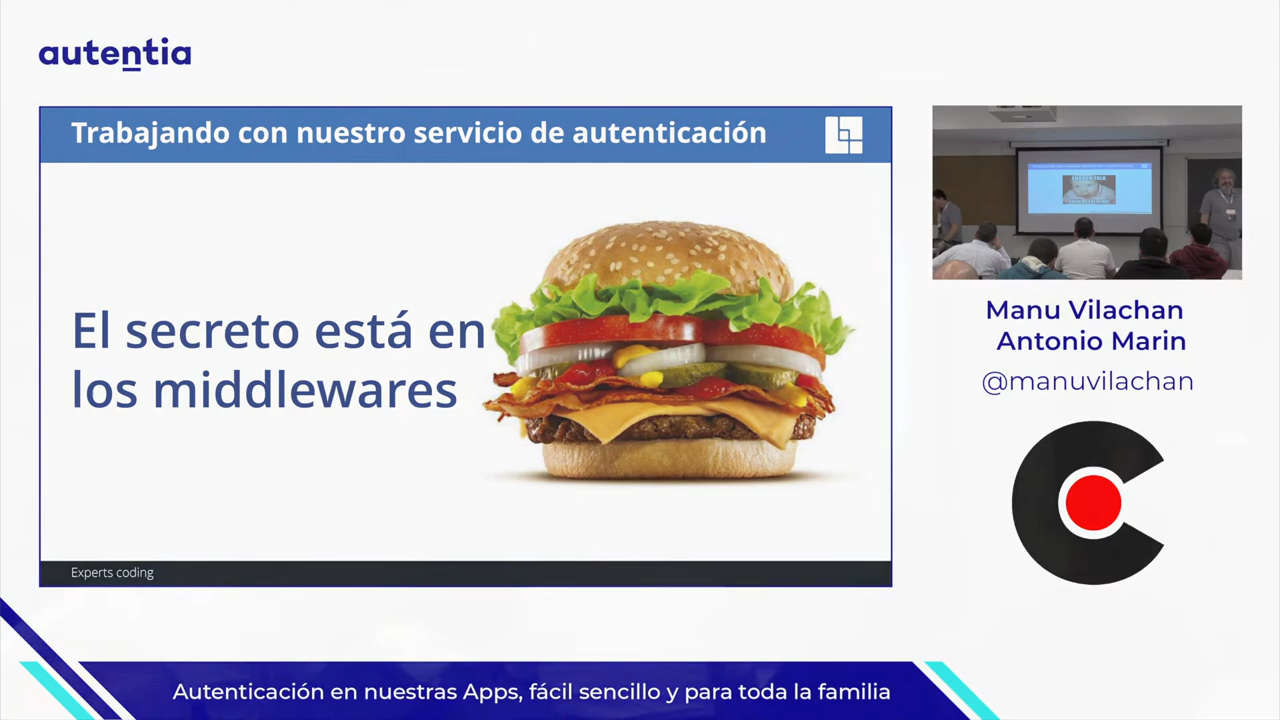 autentia
Trabajando con nuestro servicio de autenticación
El secreto está en
los middlewares
Experts coding
Manu Vilachan
Antonio Marin
@manuvilachan
Autenticación en nuestras Apps, fácil sencillo y para toda la familia